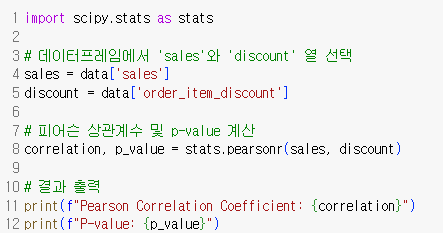 1 import scipy.stats as stats
2
3 # 데이터프레임에서 'sales'와 'discount' 열 선택
4 sales = data['sales']
5 discount = data['order_item_discount']
6
7 # 피어슨 상관계수 및 p-value 계산
8 correlation, p_value = stats.pearsonr(sales, discount)
9
10 # 결과 출력
11 print(f"Pearson Correlation Coefficient: {correlation}")
12 print(f"P-value: {p_value}")